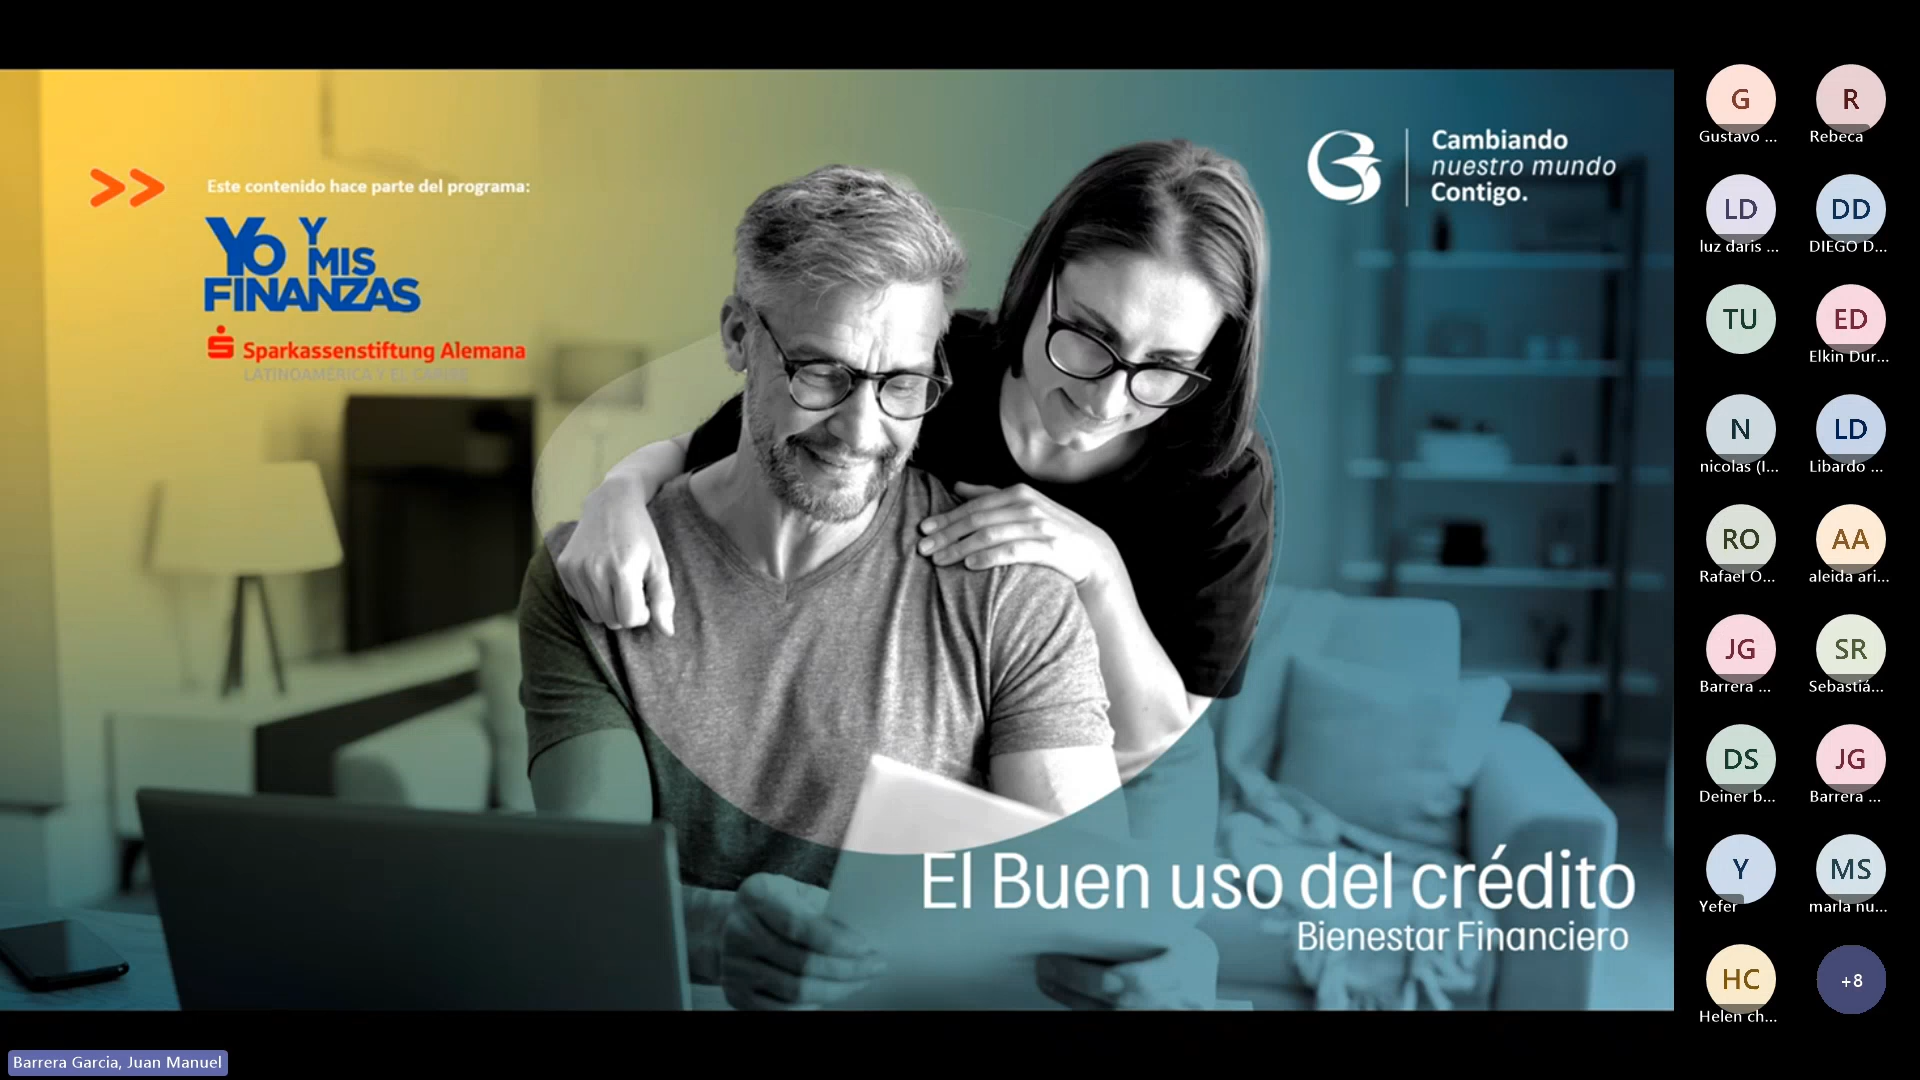 Este contenido hace parte del programa:
Yo Y
MIS
FINANZAS
Sparkassenstiftung Alemana
LATINOAMÉRICA Y EL CARIBE
Cambiando
nuestro mundo
Contigo.
El Buen uso del crédito
Bienestar Financiero
G
Gustavo ...
R
Rebeca
LD
luz daris ...
DD
DIEGO D...
TU
ED
Elkin Dur...
N
nicolas (I...
LD
Libardo ...
RO
Rafael O...
AA
aleida ari...
JG
Barrera ...
SR
Sebastiá...
DS
Deiner b...
JG
Barrera ...
Y
Yefer
MS
marla nu...
HC
Helen ch...
+8
Barrera Garcia, Juan Manuel